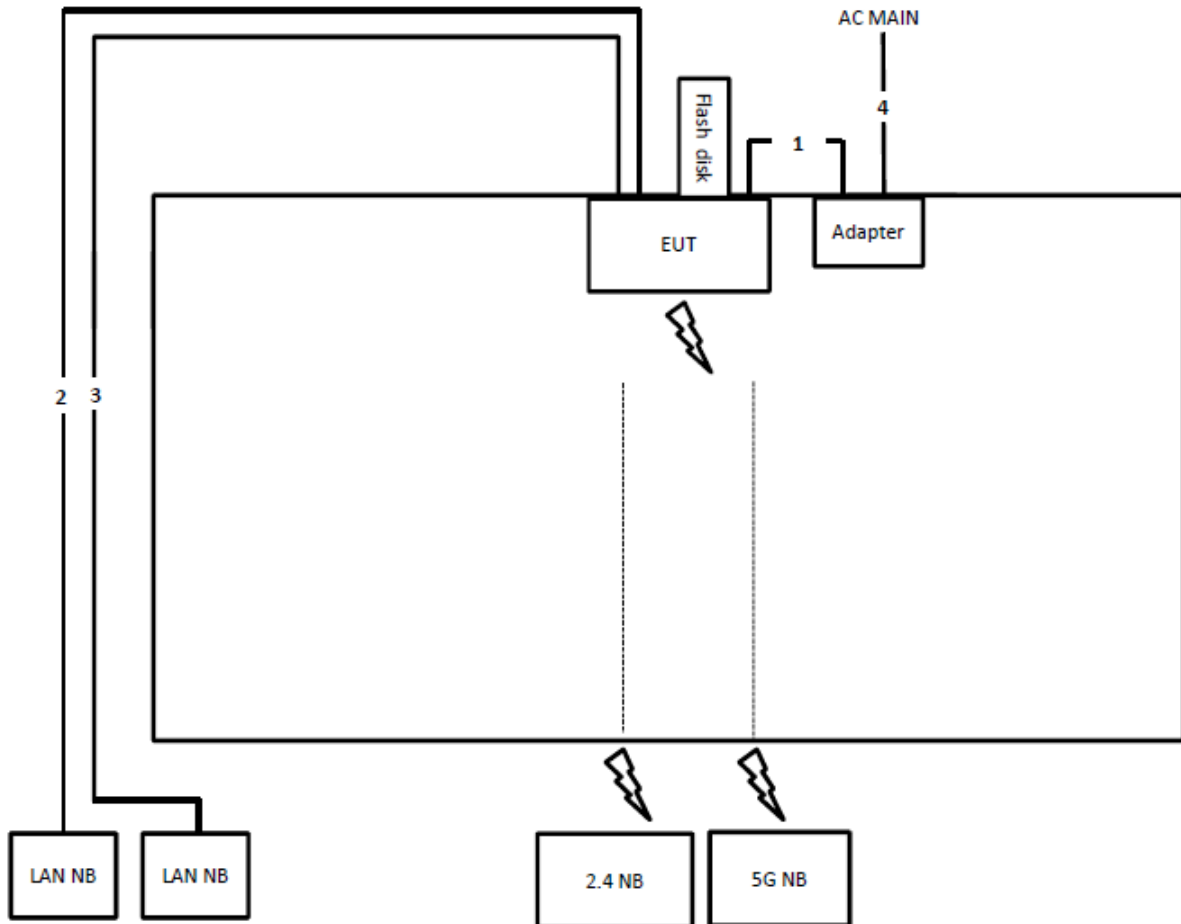 AC MAIN
4
Flash disk
1
EUT
Adapter
2
3
LAN NB
LAN NB
2.4 NB
5G NB